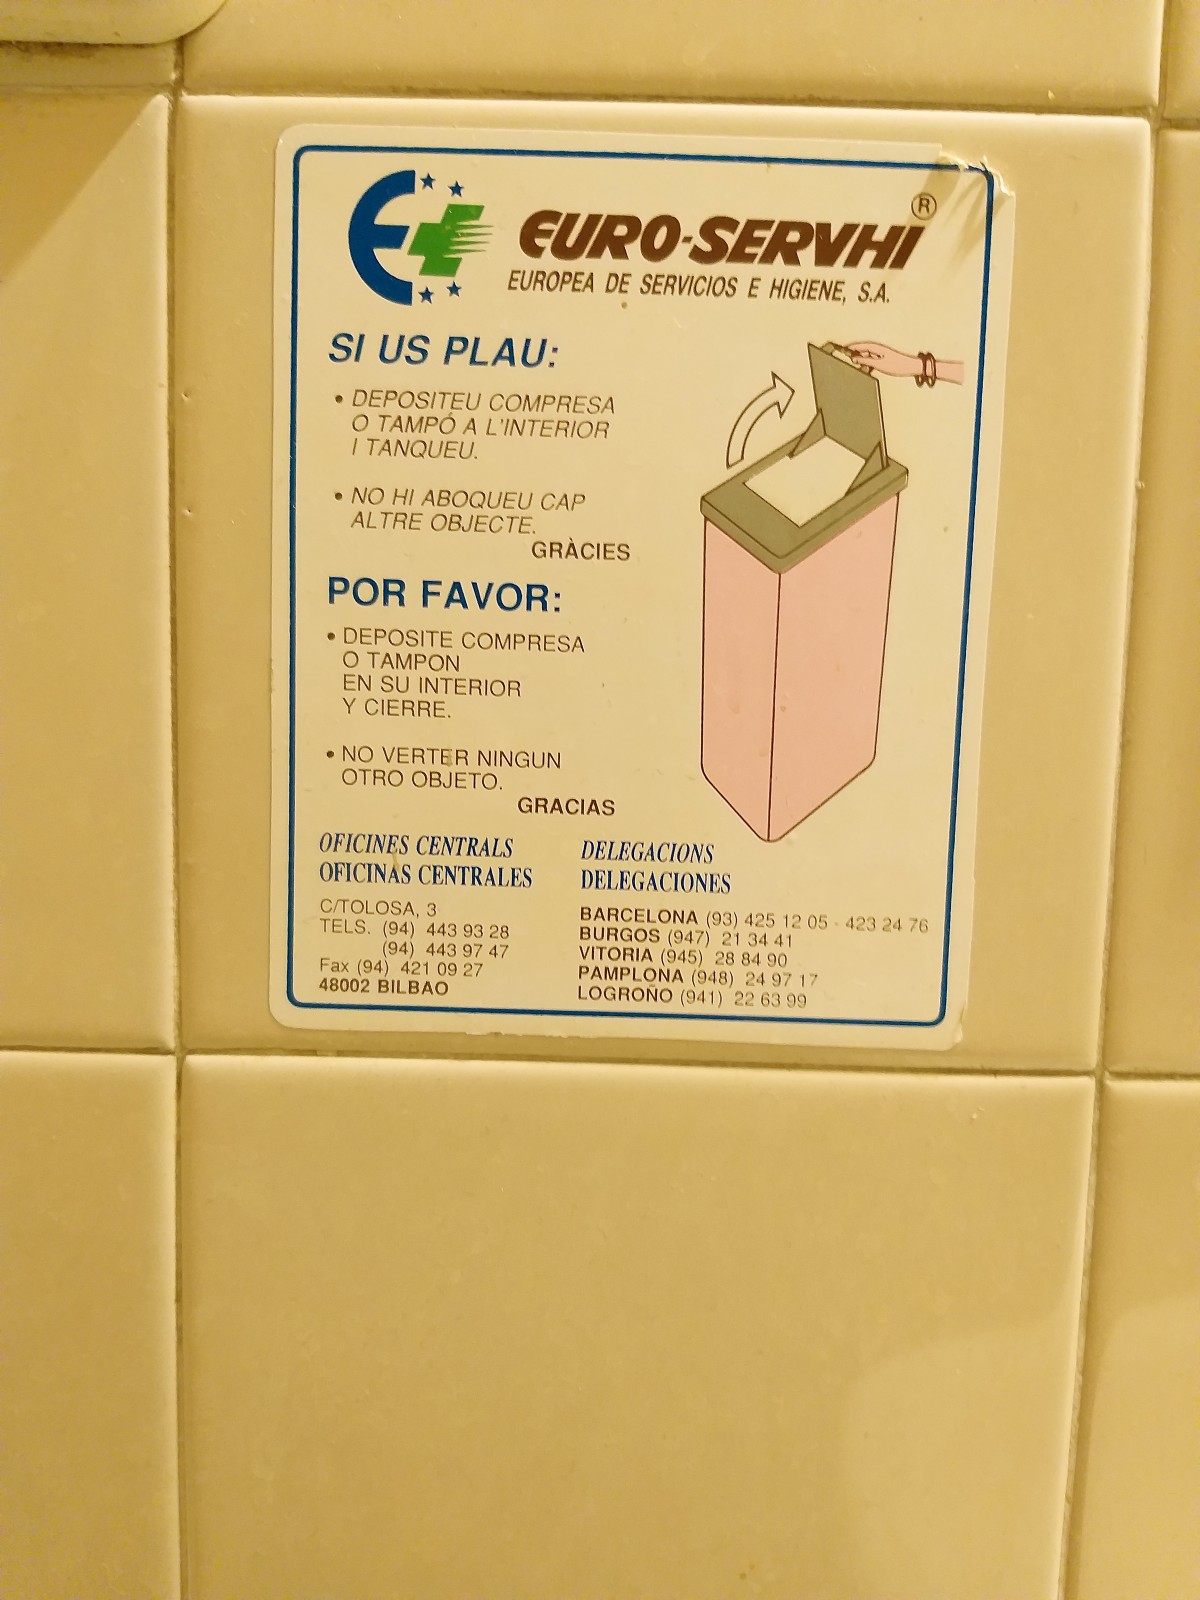 EURO-SERVHI ®
EUROPEA DE SERVICIOS E HIGIENE, S.A.
SI US PLAU:
• DEPOSITEU COMPRESA
O TAMPÓ A L'INTERIOR
I TANQUEU.
• NO HI ABOQUEU CAP
ALTRE OBJECTE.
GRÀCIES
POR FAVOR:
• DEPOSITE COMPRESA
O TAMPON
EN SU INTERIOR
Y CIERRE.
• NO VERTER NINGUN
OTRO OBJETO.
GRACIAS
OFICINES CENTRALS
OFICINAS CENTRALES
C/TOLOSA, 3
TELS. (94) 443 93 28
(94) 443 97 47
Fax (94) 421 09 27
48002 BILBAO
DELEGACIONS
DELEGACIONES
BARCELONA (93) 425 12 05 - 423 24 76
BURGOS (947) 21 34 41
VITORIA (945) 28 84 90
PAMPLONA (948) 24 97 17
LOGROÑO (941) 22 63 99